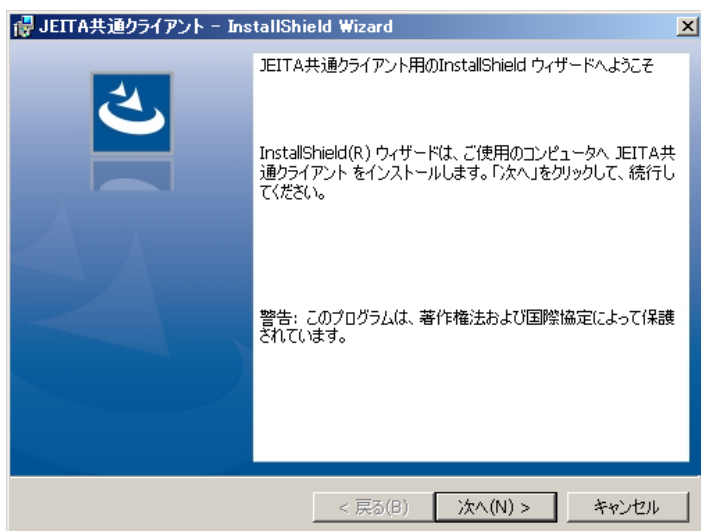 JEITA共通クライアント - InstallShield Wizard
JEITA共通クライアント用のInstallShield ウィザードへようこそ
InstallShield(R) ウィザードは、ご使用のコンピュータへ JEITA共
通クライアント をインストールします。「次へ」をクリックして、続行し
てください。
警告: このプログラムは、著作権法および国際協定によって保護
されています。
< 戻る(B)
次へ(N) >
キャンセル